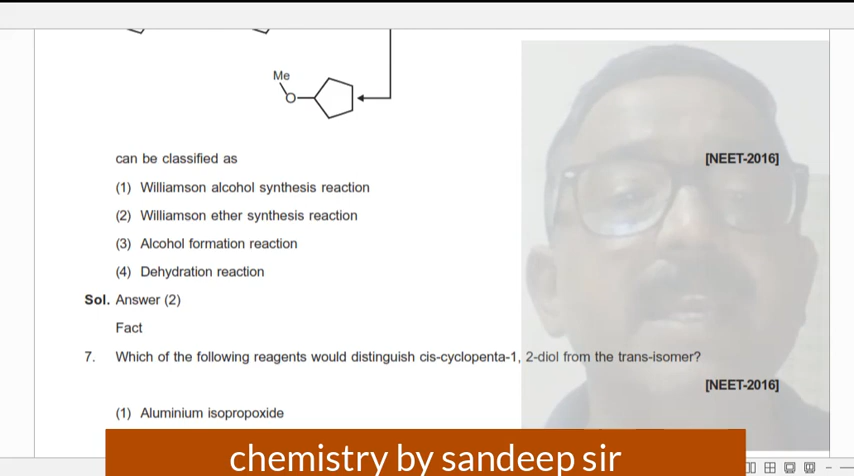 Me
O
can be classified as [NEET-2016]
(1) Williamson alcohol synthesis reaction
(2) Williamson ether synthesis reaction
(3) Alcohol formation reaction
(4) Dehydration reaction
Sol. Answer (2)
Fact
7. Which of the following reagents would distinguish cis-cyclopenta-1, 2-diol from the trans-isomer?
[NEET-2016]
(1) Aluminium isopropoxide
chemistry by sandeep sir